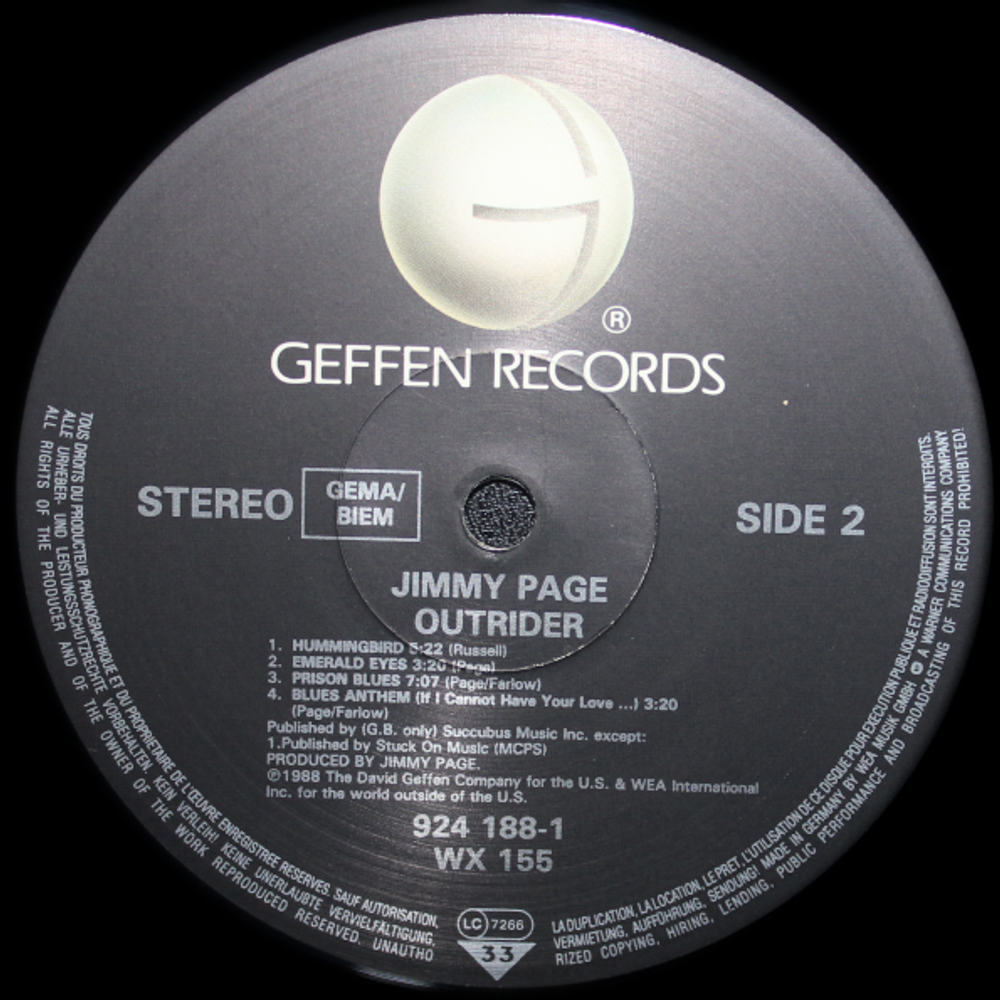 ®
GEFFEN RECORDS
STEREO
GEMA/
BIEM
SIDE 2
JIMMY PAGE
OUTRIDER
1. HUMMINGBIRD 5:22 (Russell)
2. EMERALD EYES 3:20 (Page)
3. PRISON BLUES 7:07 (Page/Farlow)
4. BLUES ANTHEM (If I Cannot Have Your Love ...) 3:20
(Page/Farlow)
Published by (G.B. only) Succubus Music Inc. except:
1.Published by Stuck On Music (MCPS)
PRODUCED BY JIMMY PAGE.
℗1988 The David Geffen Company for the U.S. & WEA International
Inc. for the world outside of the U.S.
924 188-1
WX 155
TOUS DROITS DU PRODUCTEUR PHONOGRAPHIQUE ET DU PROPRIETAIRE DE L'ŒUVRE ENREGISTREE RESERVES. SAUF AUTORISATION,
LA DUPLICATION, LA LOCATION, LE PRET, L'UTILISATION DE CE DISQUE POUR EXECUTION PUBLIQUE ET RADIODIFFUSION SONT INTERDITS.
ALLE URHEBER- UND LEISTUNGSSCHUTZRECHTE VORBEHALTEN. KEIN VERLEIH! KEINE UNERLAUBTE VERVIELFÄLTIGUNG,
VERMIETUNG, AUFFÜHRUNG, SENDUNG! MADE IN GERMANY BY WEA MUSIK GMBH A WARNER COMMUNICATIONS COMPANY
ALL RIGHTS OF THE PRODUCER AND OF THE OWNER OF THE WORK REPRODUCED RESERVED. UNAUTHO
RIZED COPYING, HIRING, LENDING, PUBLIC PERFORMANCE AND BROADCASTING OF THIS RECORD PROHIBITED!
LC 7266
33